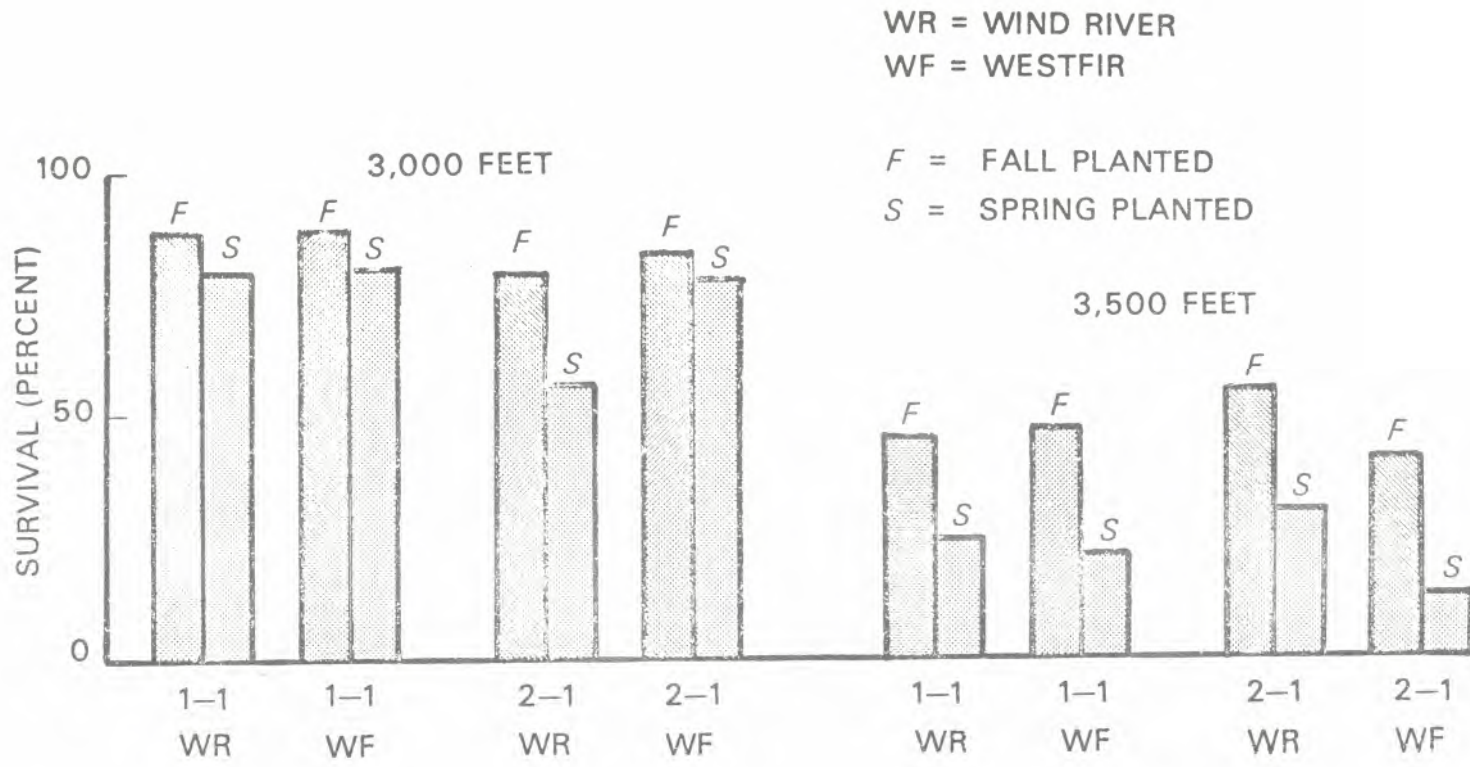 WR = WIND RIVER
WF = WESTFIR
F = FALL PLANTED
S = SPRING PLANTED
3,000 FEET
3,500 FEET
SURVIVAL (PERCENT)
100
50
0
F S F S F S F S
F S F S F S F S
1–1 1–1 2–1 2–1 1–1 1–1 2–1 2–1
WR WF WR WF WR WF WR WF